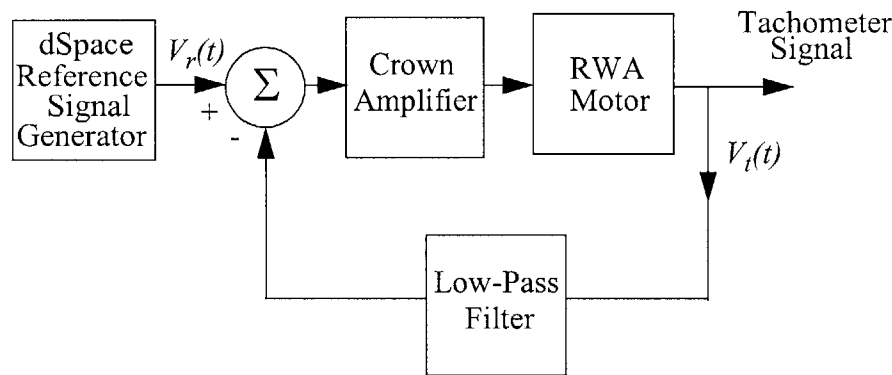 Tachometer
Signal
dSpace
Reference
Signal
Generator
V_r(t)
+
-
Σ
Crown
Amplifier
RWA
Motor
V_t(t)
Low-Pass
Filter